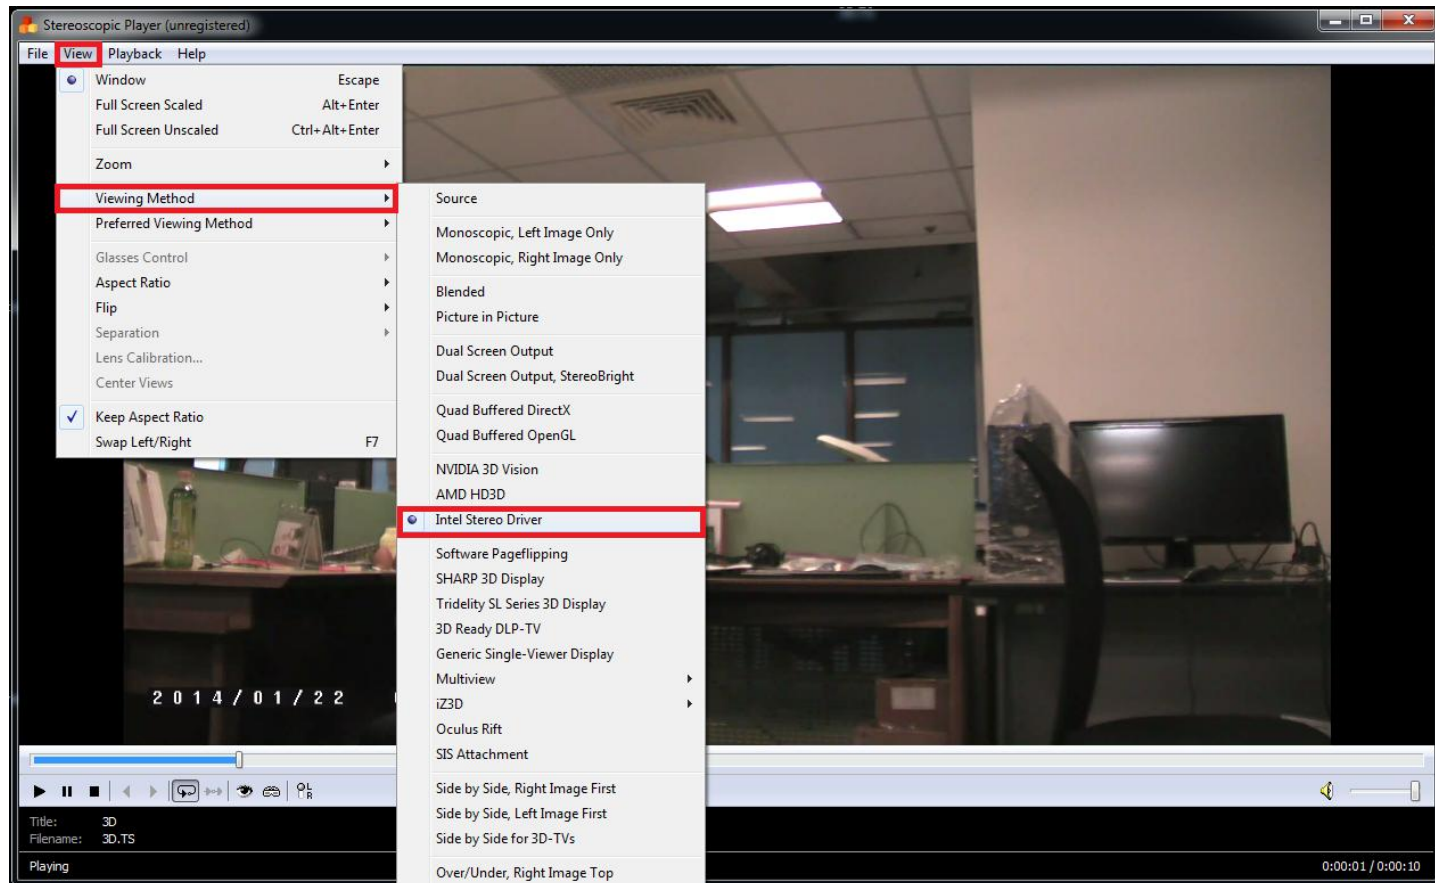 Stereoscopic Player (unregistered)
File View Playback Help
Window Escape
Full Screen Scaled Alt+Enter
Full Screen Unscaled Ctrl+Alt+Enter
Zoom
Viewing Method
Preferred Viewing Method
Glasses Control
Aspect Ratio
Flip
Separation
Lens Calibration...
Center Views
Keep Aspect Ratio
Swap Left/Right F7
Source
Monoscopic, Left Image Only
Monoscopic, Right Image Only
Blended
Picture in Picture
Dual Screen Output
Dual Screen Output, StereoBright
Quad Buffered DirectX
Quad Buffered OpenGL
NVIDIA 3D Vision
AMD HD3D
Intel Stereo Driver
Software Pageflipping
SHARP 3D Display
Tridelity SL Series 3D Display
3D Ready DLP-TV
Generic Single-Viewer Display
Multiview
iZ3D
Oculus Rift
SIS Attachment
Side by Side, Right Image First
Side by Side, Left Image First
Side by Side for 3D-TVs
Over/Under, Right Image Top
2014/01/22
L
R
Title: 3D
Filename: 3D.TS
Playing 0:00:01 / 0:00:10